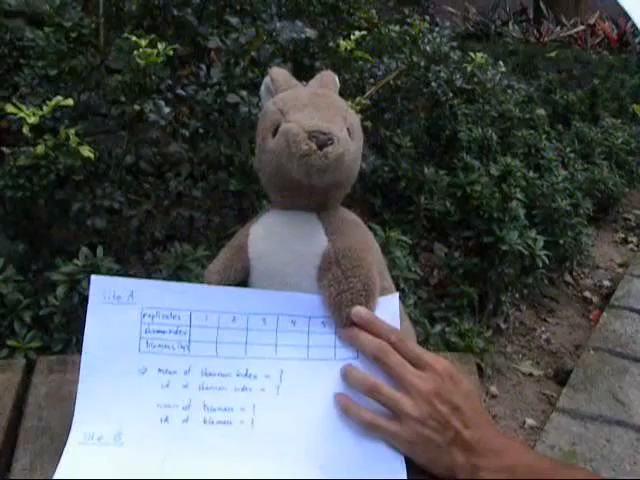 Site A
replicates 1 2 3 4 5
shannon index
biomass (g)
⇒ mean of shannon index = ?
sd of shannon index = ?
mean of biomass = ?
sd of biomass = ?
Site B